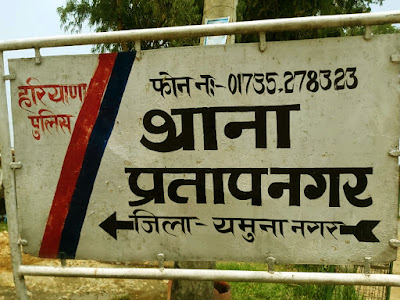 हरियाणा
पुलिस
फोन नः-01735.278323
थाना
प्रतापनगर
जिला-यमुना नगर